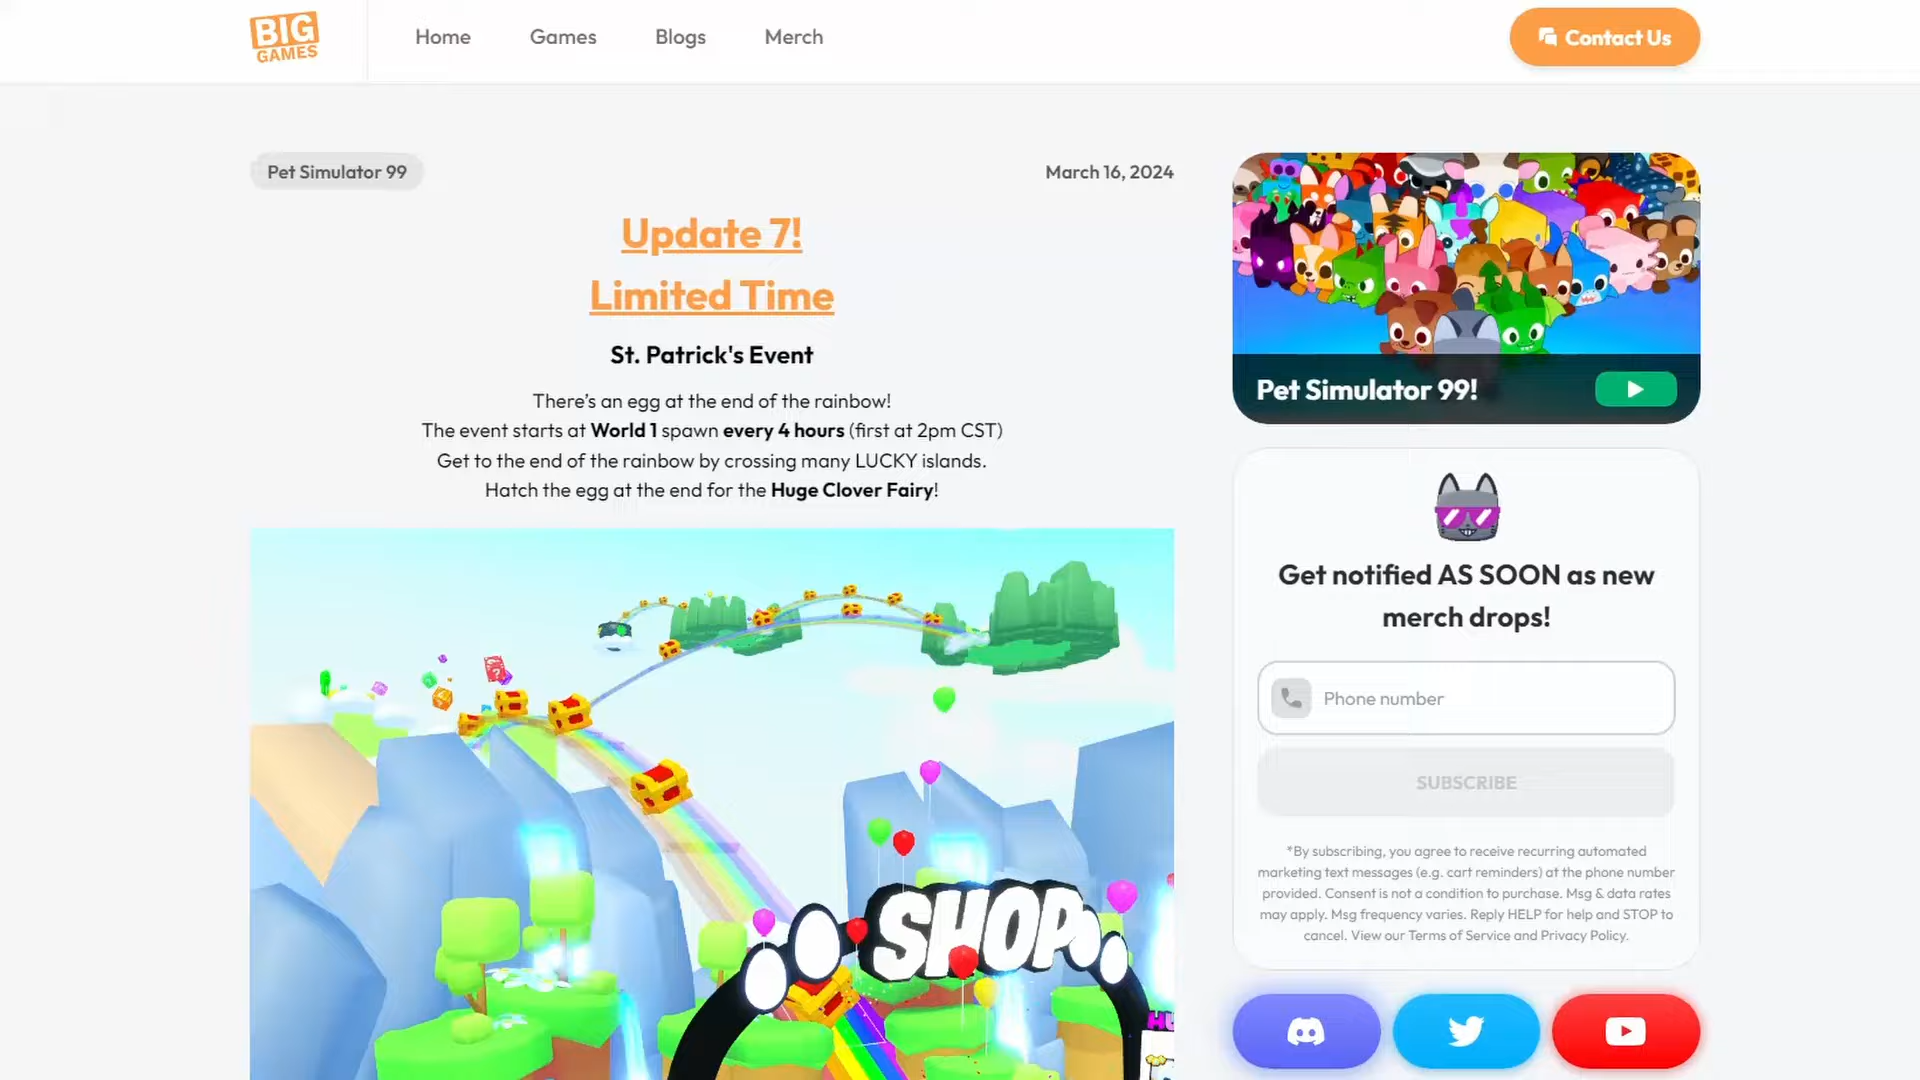 BIG
GAMES
Home
Games
Blogs
Merch
Contact Us
Pet Simulator 99
March 16, 2024
Update 7!
Limited Time
St. Patrick's Event
There’s an egg at the end of the rainbow!
The event starts at World 1 spawn every 4 hours (first at 2pm CST)
Get to the end of the rainbow by crossing many LUCKY islands.
Hatch the egg at the end for the Huge Clover Fairy!
SHOP
Pet Simulator 99!
Get notified AS SOON as new
merch drops!
Phone number
SUBSCRIBE
*By subscribing, you agree to receive recurring automated
marketing text messages (e.g. cart reminders) at the phone number
provided. Consent is not a condition to purchase. Msg & data rates
may apply. Msg frequency varies. Reply HELP for help and STOP to
cancel. View our Terms of Service and Privacy Policy.